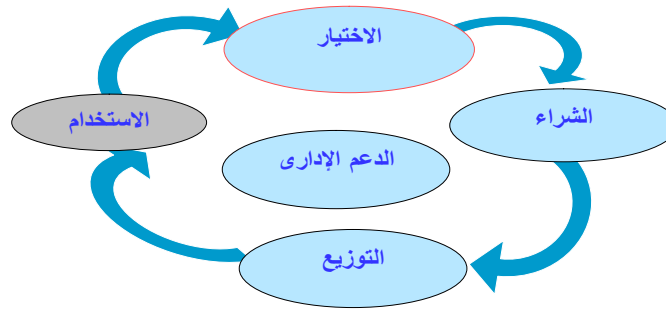 الاختيار
الشراء
الاستخدام
الدعم الإدارى
التوزيع